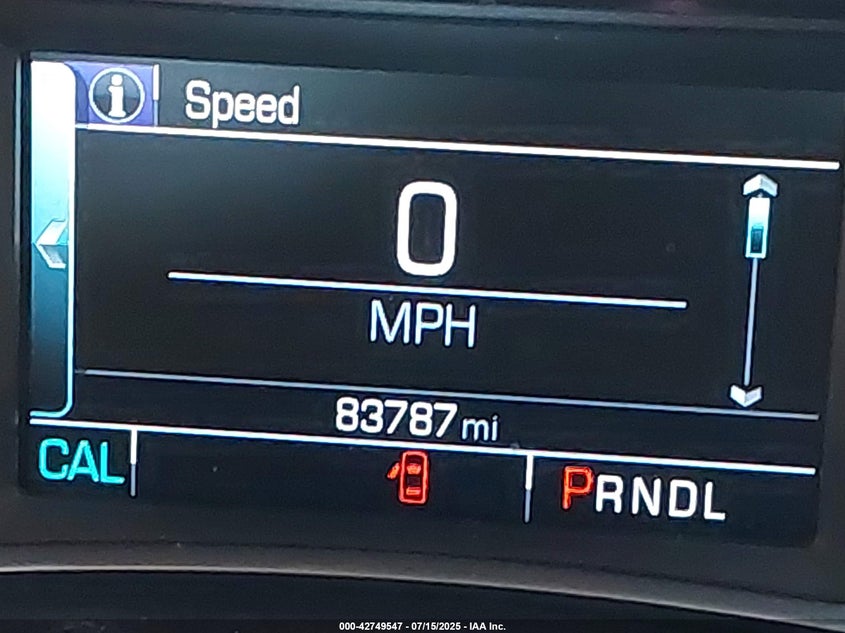 i Speed
0
MPH
83787 mi
CAL
PRNDL
000-42749547 - 07/15/2025 - IAA Inc.